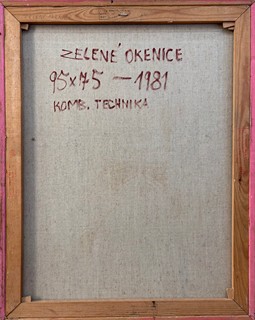 ZELENÉ OKENICE
95x75 — 1981
KOMB. TECHNIKA